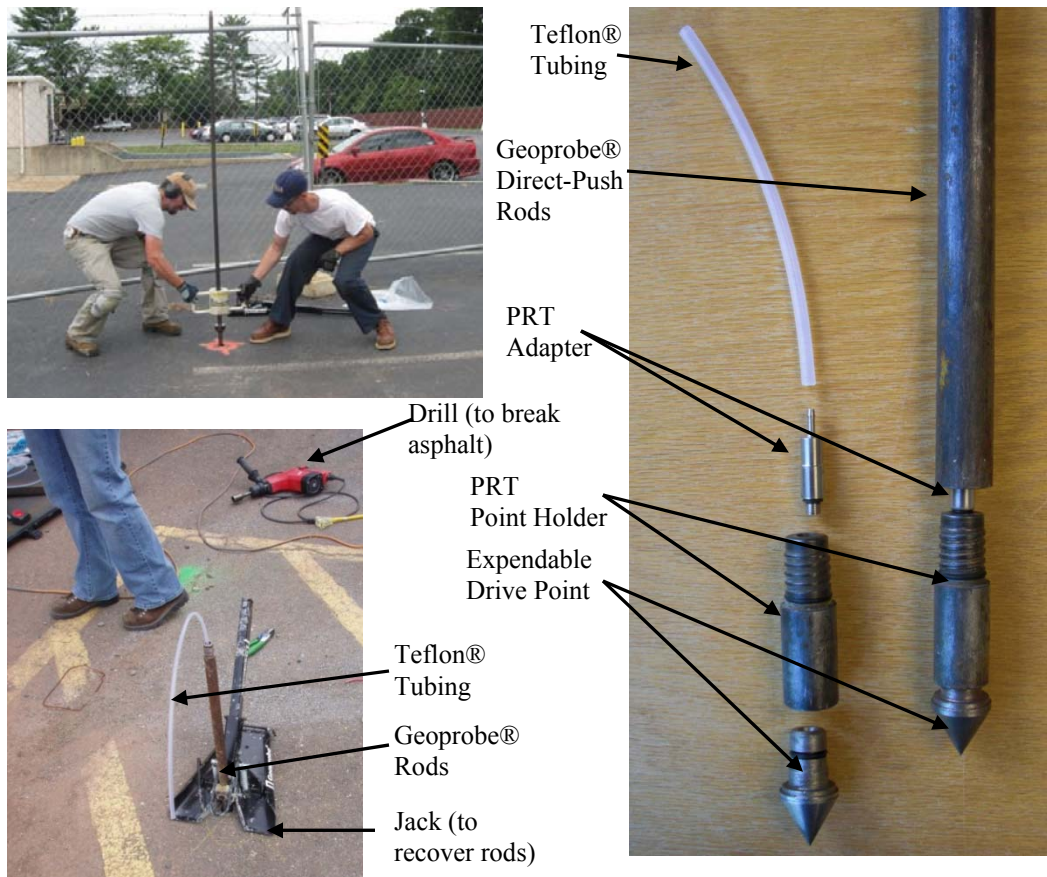 Teflon®
Tubing
Geoprobe®
Direct-Push
Rods
PRT
Adapter
Drill (to break
asphalt)
PRT
Point Holder
Expendable
Drive Point
Teflon®
Tubing
Geoprobe®
Rods
Jack (to
recover rods)